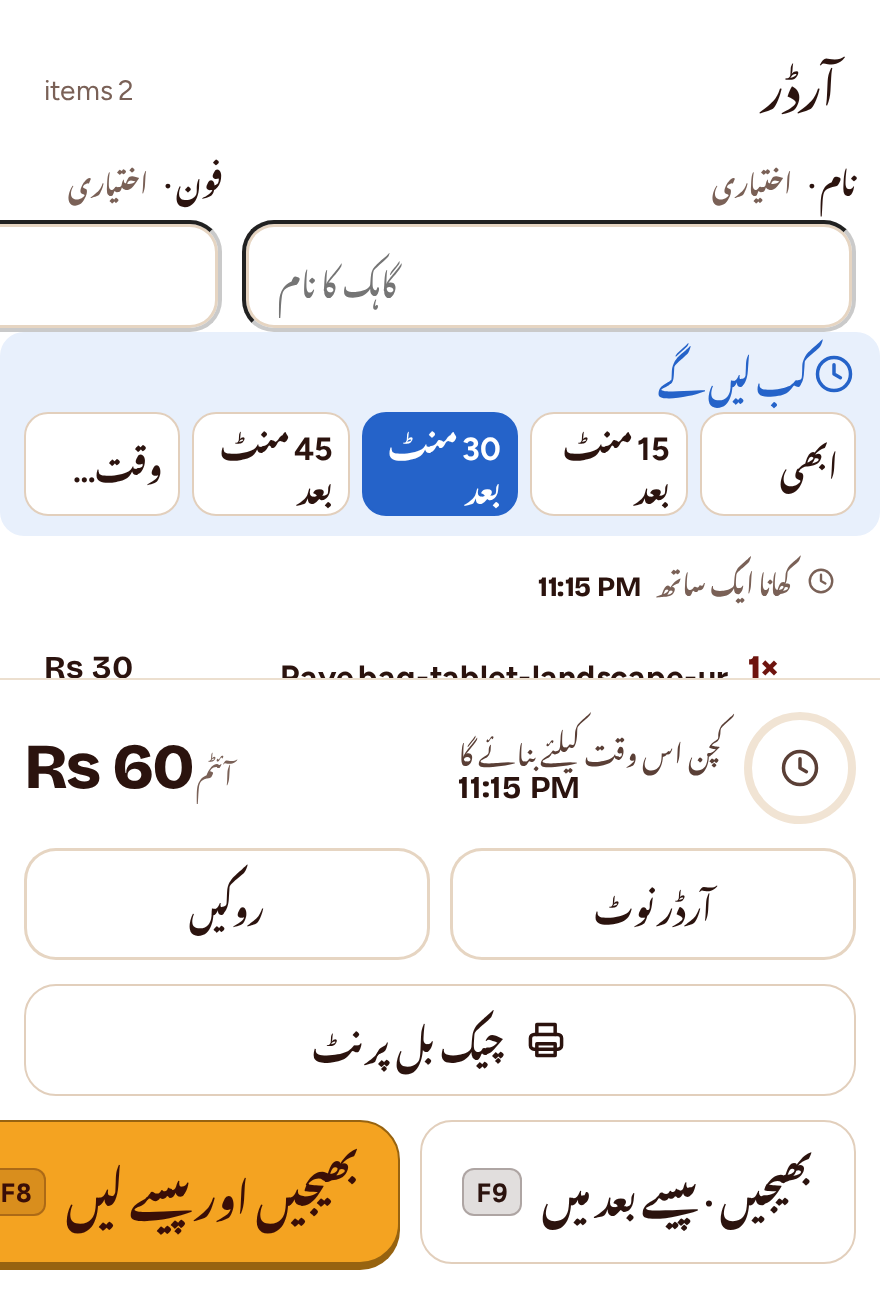 آرڈر
items 2
نام · اختیاری
فون · اختیاری
گاہک کا نام
کب لیں گے
ابھی
15 منٹ بعد
30 منٹ بعد
45 منٹ بعد
وقت...
کھانا ایک ساتھ 11:15 PM
1× Rs 30
کچن اس وقت کیلئے بنائے گا
11:15 PM
آئٹم Rs 60
آرڈر نوٹ
روکیں
چیک بل پرنٹ
بھیجیں · پیسے بعد میں F9
بھیجیں اور پیسے لیں F8